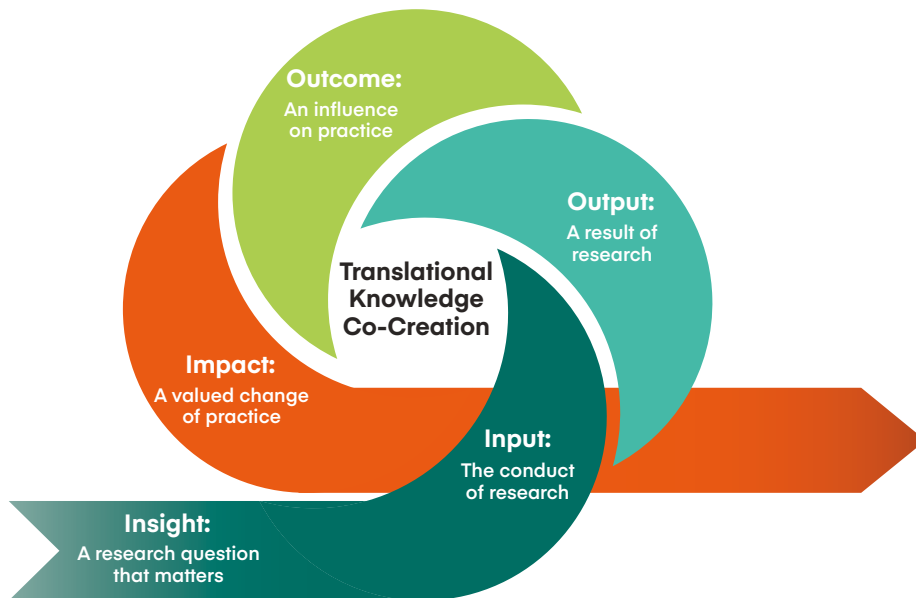 Outcome:
An influence
on practice
Output:
A result of
research
Translational
Knowledge
Co-Creation
Impact:
A valued change
of practice
Input:
The conduct
of research
Insight:
A research question
that matters